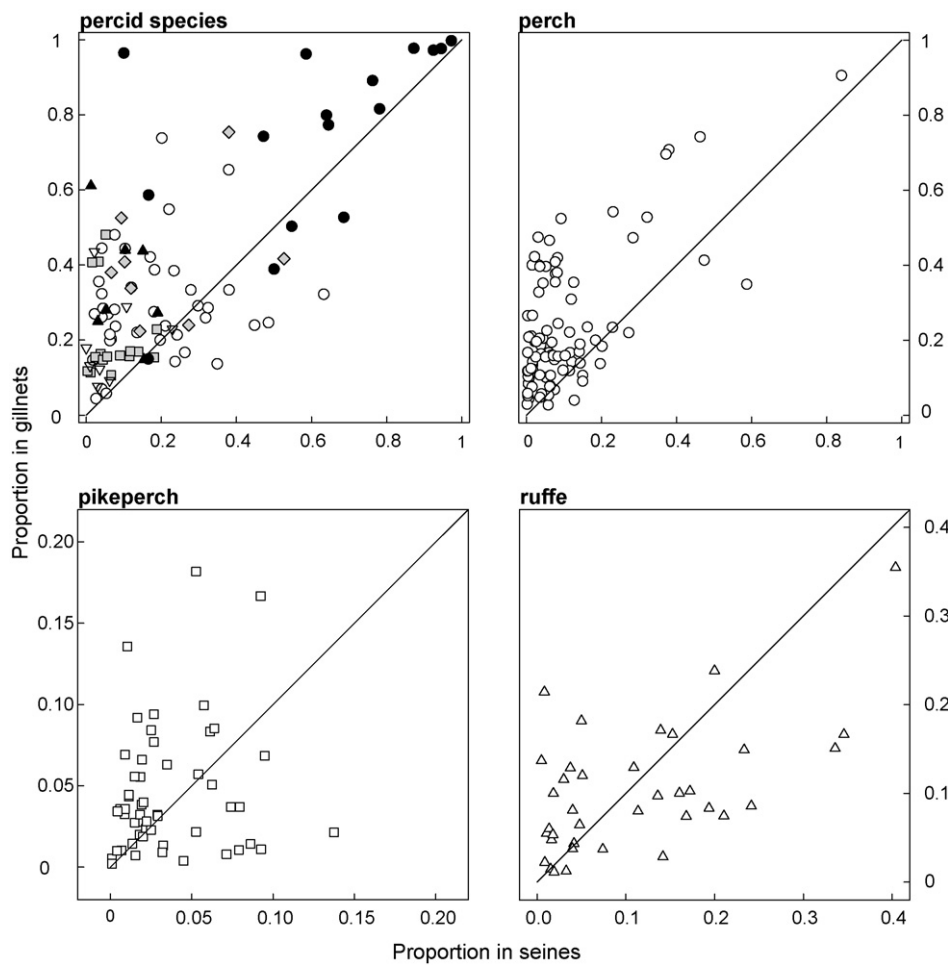 percid species
perch
1
0.8
0.6
0.4
0.2
0
0 0.2 0.4 0.6 0.8 1
1
0.8
0.6
0.4
0.2
0
0 0.2 0.4 0.6 0.8 1
Proportion in gillnets
pikeperch
ruffe
0.20
0.15
0.10
0.05
0
0 0.05 0.10 0.15 0.20
0.4
0.3
0.2
0.1
0
0.0 0.1 0.2 0.3 0.4
Proportion in seines